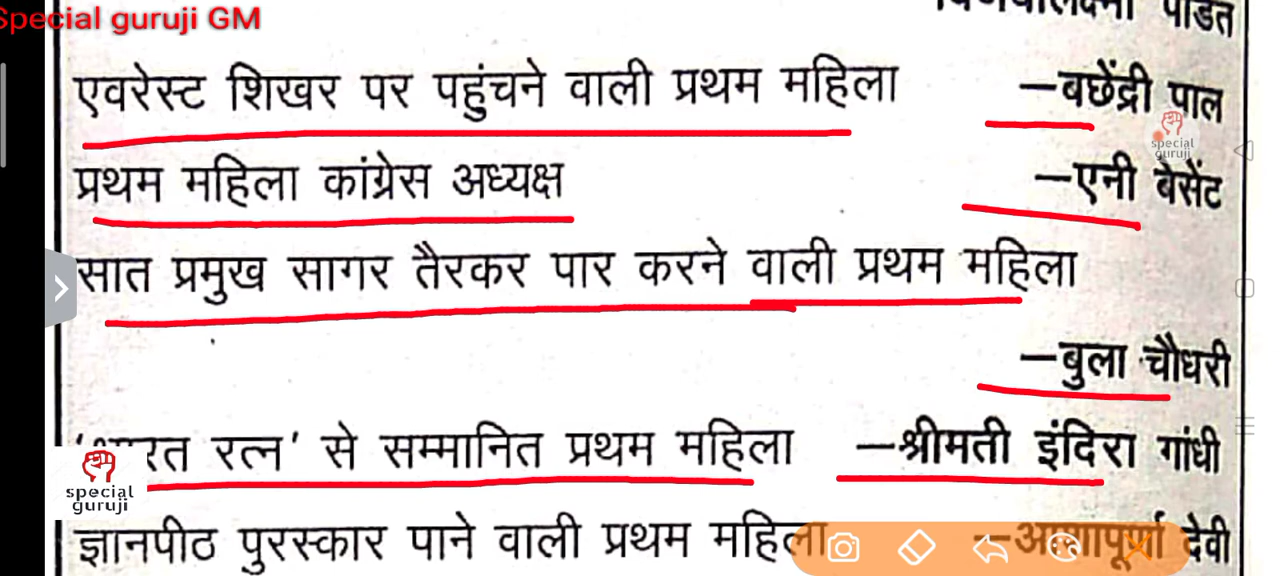 Special guruji GM
पंडित
एवरेस्ट शिखर पर पहुंचने वाली प्रथम महिला —बछेंद्री पाल
special
guruji
प्रथम महिला कांग्रेस अध्यक्ष —एनी बेसेंट
सात प्रमुख सागर तैरकर पार करने वाली प्रथम महिला
—बुला चौधरी
रत्न' से सम्मानित प्रथम महिला —श्रीमती इंदिरा गांधी
special
guruji
ज्ञानपीठ पुरस्कार पाने वाली प्रथम महिला देवी